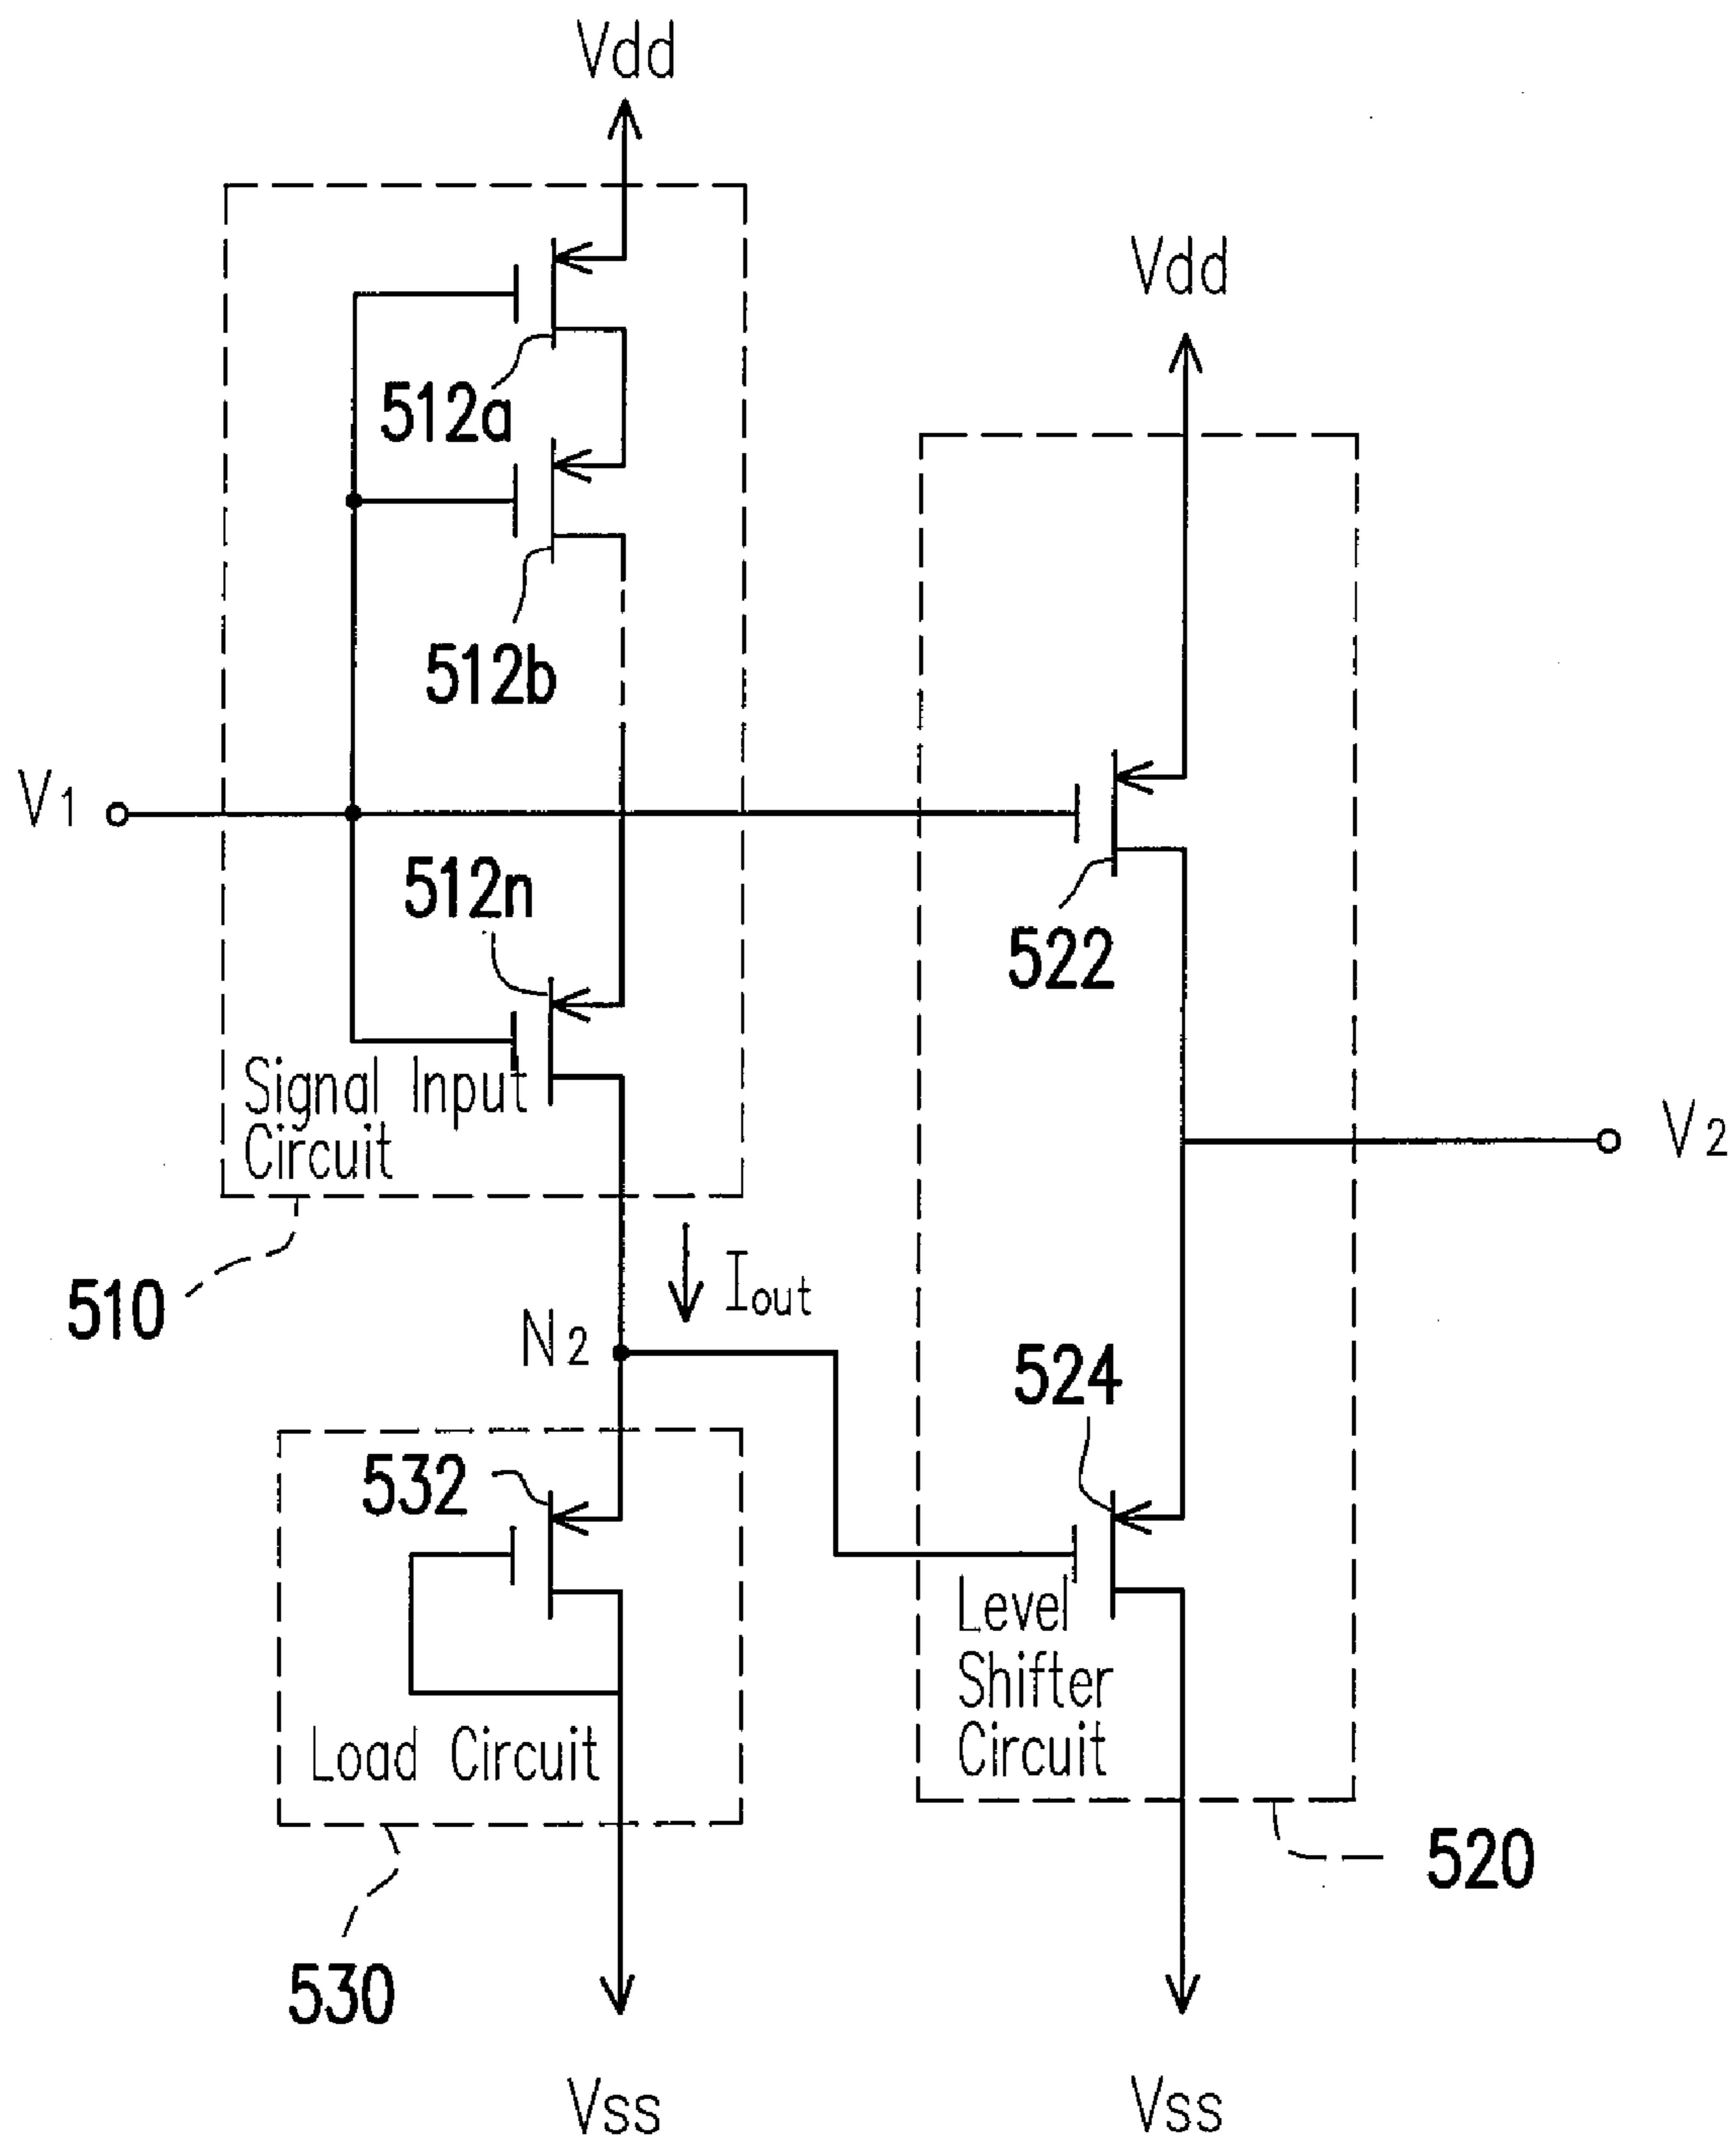 Vdd
Vdd
512a
512b
V1
512n
522
Signal Input
Circuit
V2
510
Iout
N2
524
532
Level
Shifter
Circuit
Load Circuit
520
530
Vss
Vss